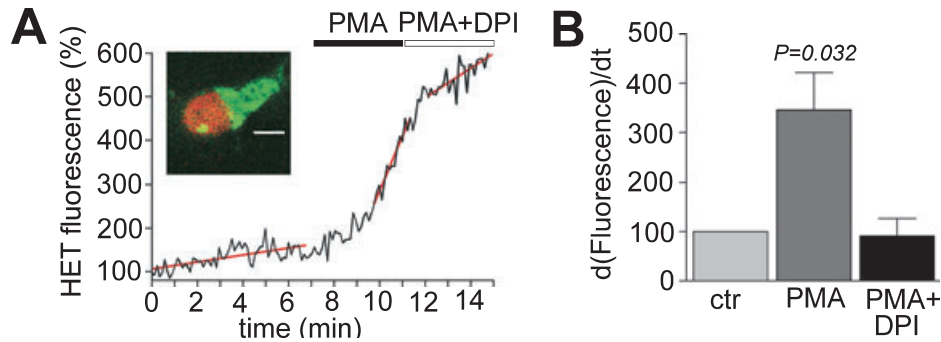 A
PMA PMA+DPI
HET fluorescence (%)
600
500
400
300
200
100
0 2 4 6 8 10 12 14
time (min)
B
d(Fluorescence)/dt
500
400
300
200
100
0
P=0.032
ctr PMA PMA+
DPI